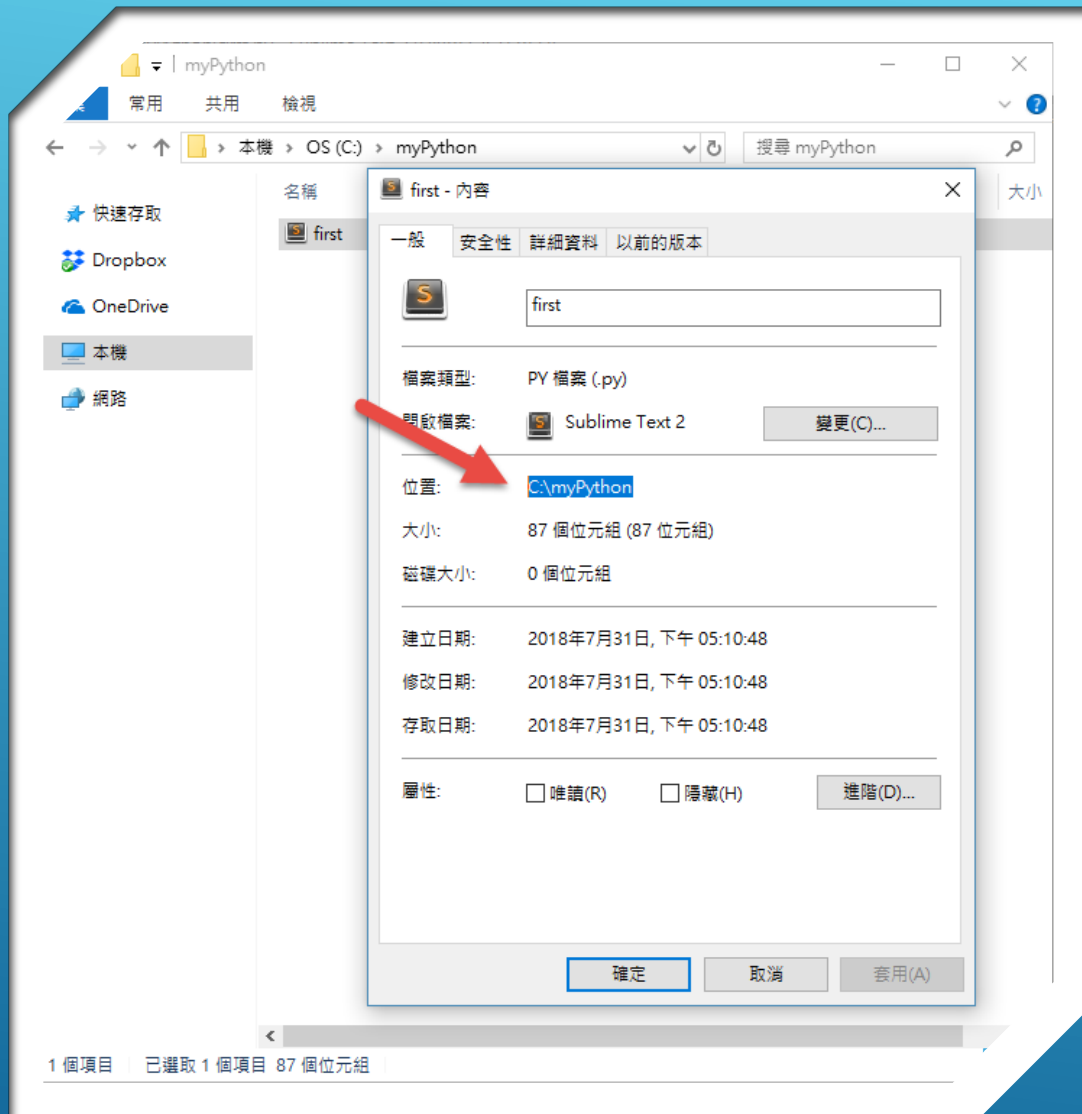 myPython
常用 共用 檢視
本機 > OS (C:) > myPython 搜尋 myPython
名稱 大小
快速存取
Dropbox
OneDrive
本機
網路
first
first - 內容
一般 安全性 詳細資料 以前的版本
first
檔案類型: PY 檔案 (.py)
開啟檔案: Sublime Text 2 變更(C)...
位置: C:\myPython
大小: 87 個位元組 (87 位元組)
磁碟大小: 0 個位元組
建立日期: 2018年7月31日, 下午 05:10:48
修改日期: 2018年7月31日, 下午 05:10:48
存取日期: 2018年7月31日, 下午 05:10:48
屬性: 唯讀(R) 隱藏(H) 進階(D)...
確定 取消 套用(A)
1 個項目 已選取 1 個項目 87 個位元組